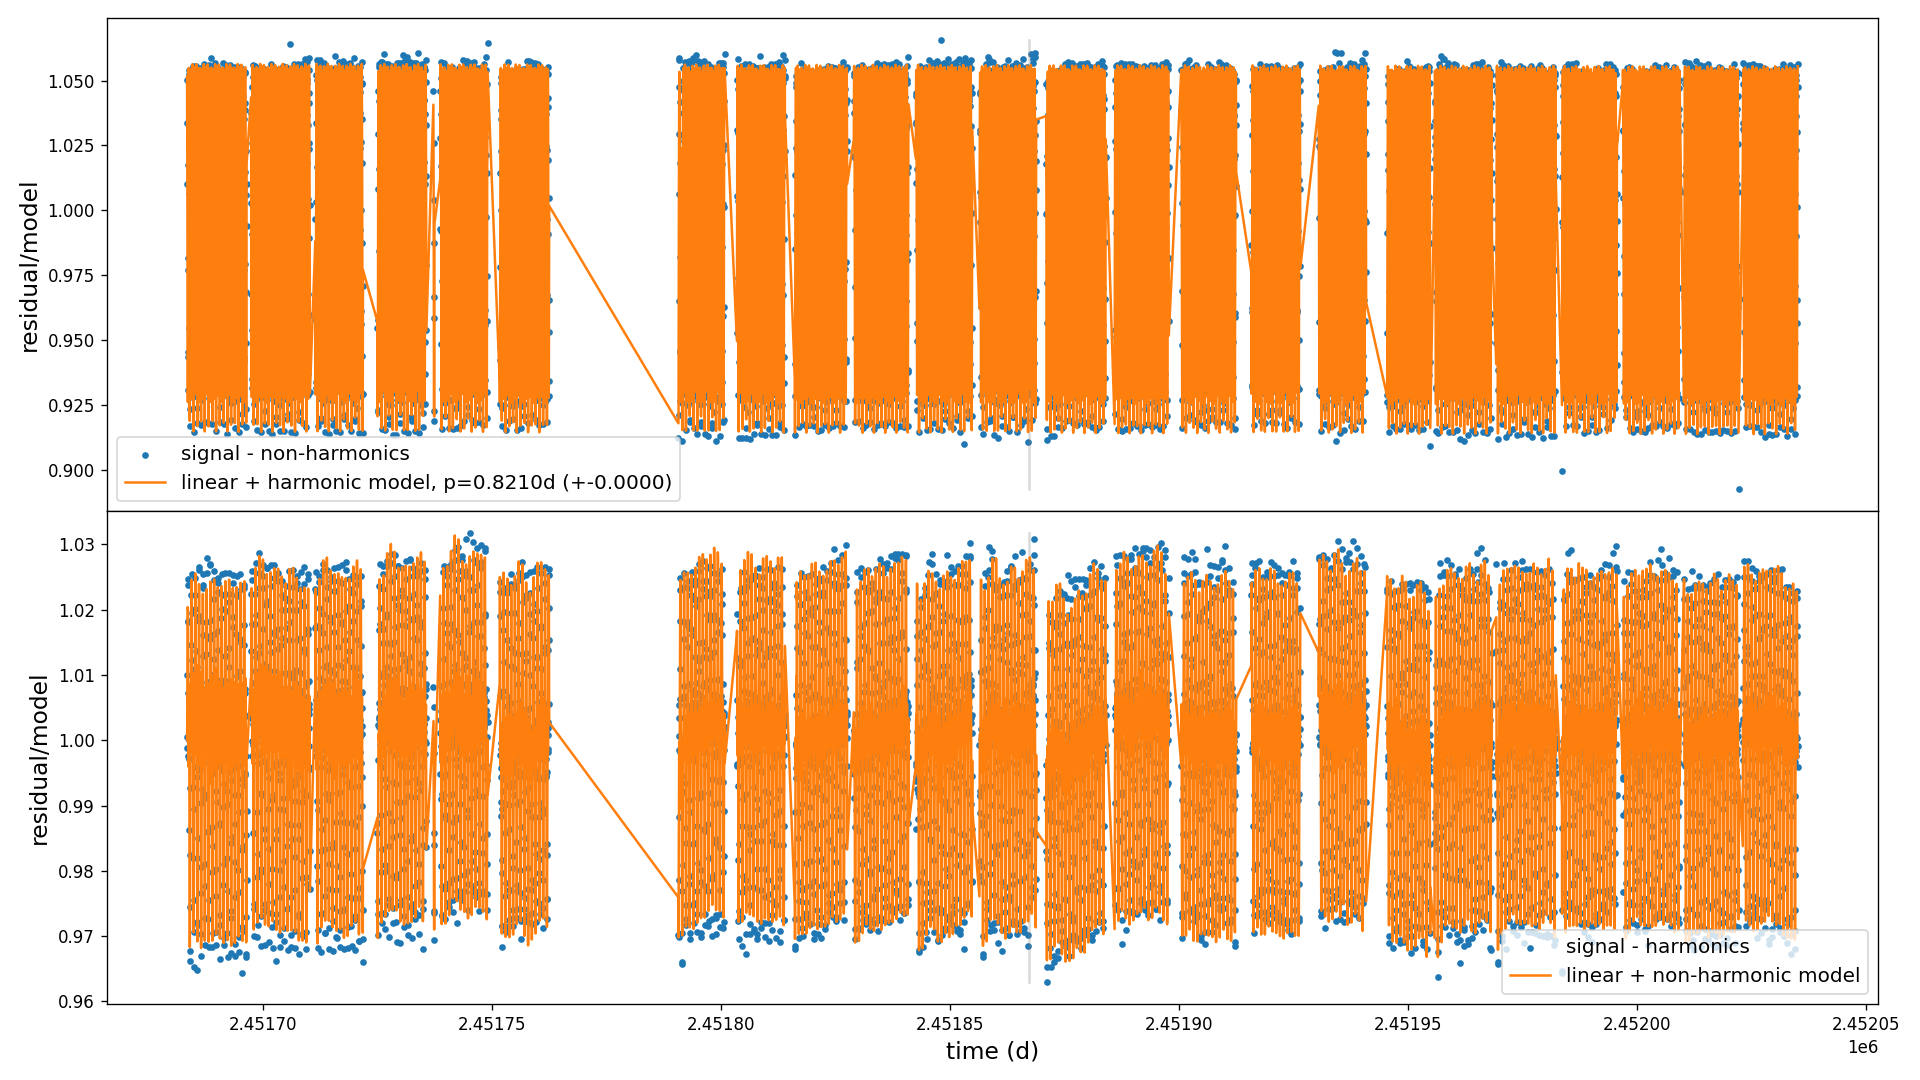 residual/model
1.050
1.025
1.000
0.975
0.950
0.925
0.900
signal - non-harmonics
linear + harmonic model, p=0.8210d (+-0.0000)
residual/model
1.03
1.02
1.01
1.00
0.99
0.98
0.97
0.96
signal - harmonics
linear + non-harmonic model
2.45170
2.45175
2.45180
2.45185
2.45190
2.45195
2.45200
2.45205
time (d)
1e6